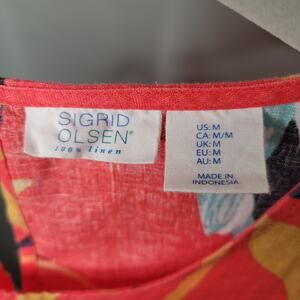 SIGRID
OLSEN®
100% linen
US: M
CA: M/M
UK: M
EU: M
AU: M
MADE IN
INDONESIA